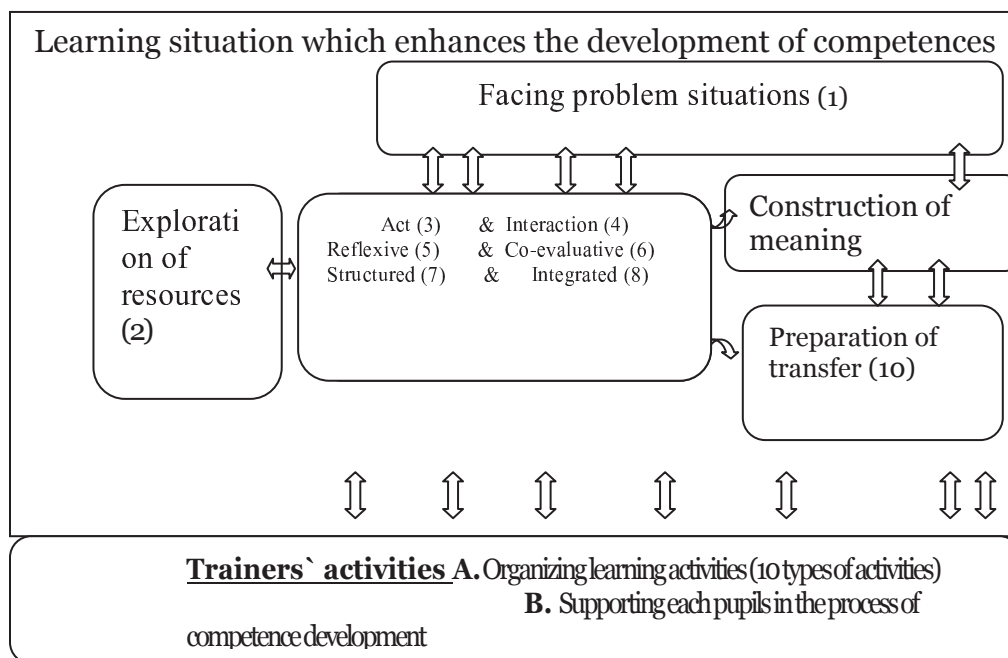 Learning situation which enhances the development of competences
Facing problem situations (1)
Explorati
on of
resources
(2)
Act (3) & Interaction (4)
Reflexive (5) & Co-evaluative (6)
Structured (7) & Integrated (8)
Construction of
meaning
Preparation of
transfer (10)
Trainers` activities A. Organizing learning activities (10 types of activities)
B. Supporting each pupils in the process of
competence development